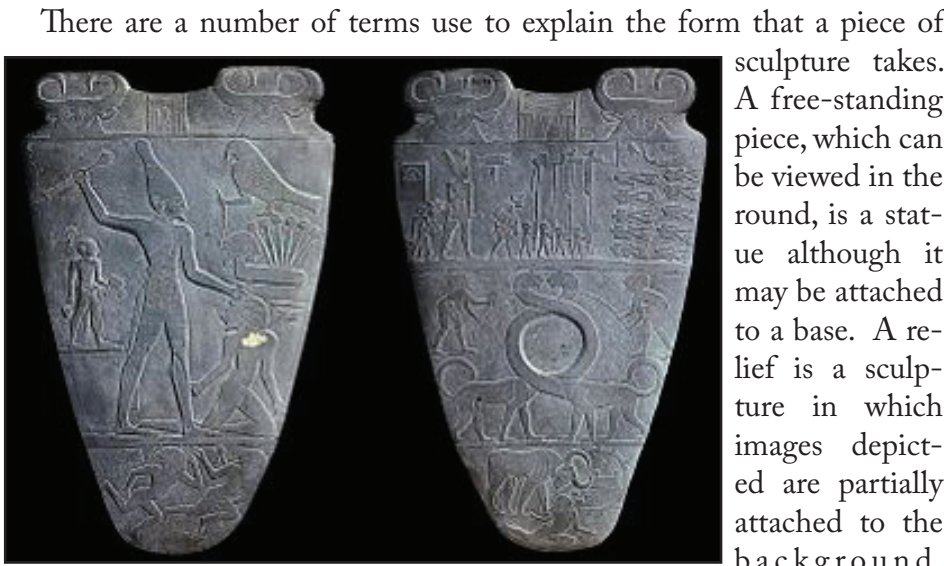 There are a number of terms use to explain the form that a piece of
sculpture takes.
A free-standing
piece, which can
be viewed in the
round, is a stat-
ue although it
may be attached
to a base. A re-
lief is a sculp-
ture in which
images depict-
ed are partially
attached to the
background.